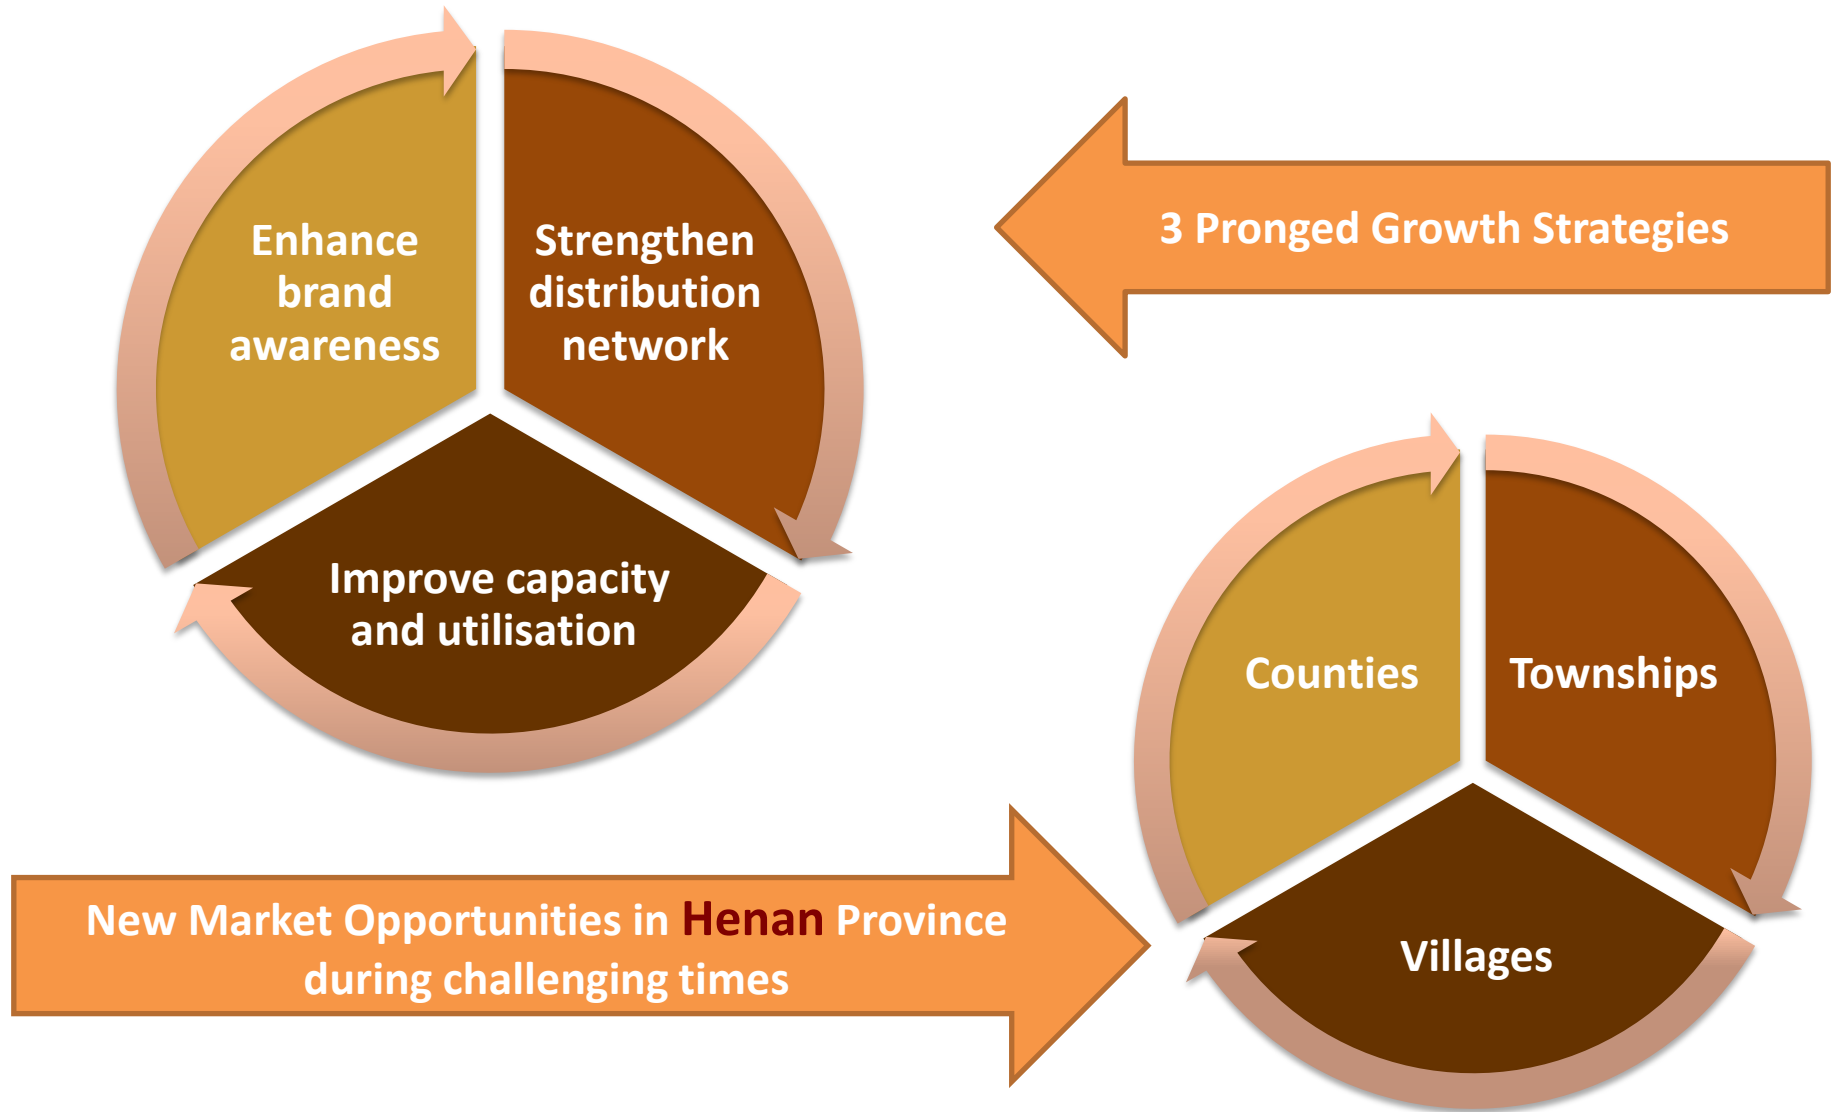 Enhance
brand
awareness
Strengthen
distribution
network
Improve capacity
and utilisation
3 Pronged Growth Strategies
Counties
Townships
Villages
New Market Opportunities in Henan Province
during challenging times